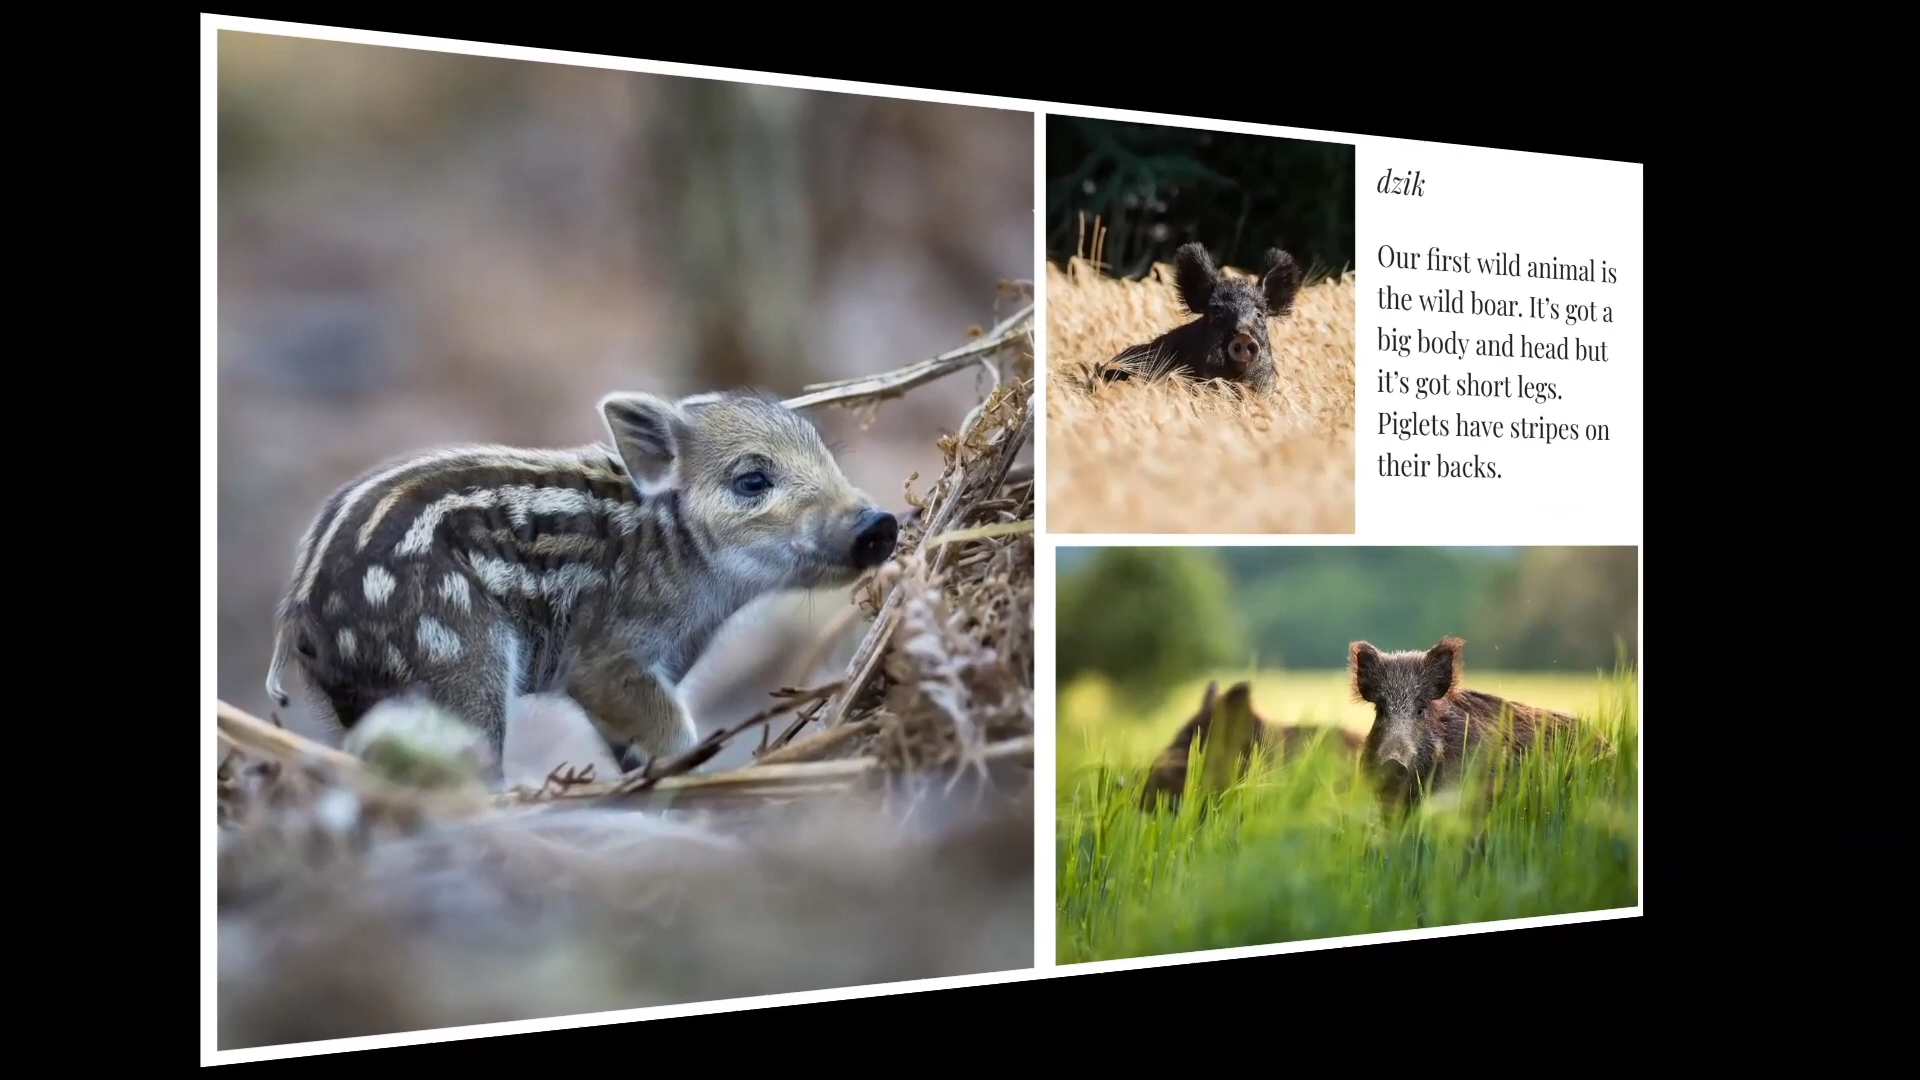 dzik
Our first wild animal is
the wild boar. It’s got a
big body and head but
it’s got short legs.
Piglets have stripes on
their backs.